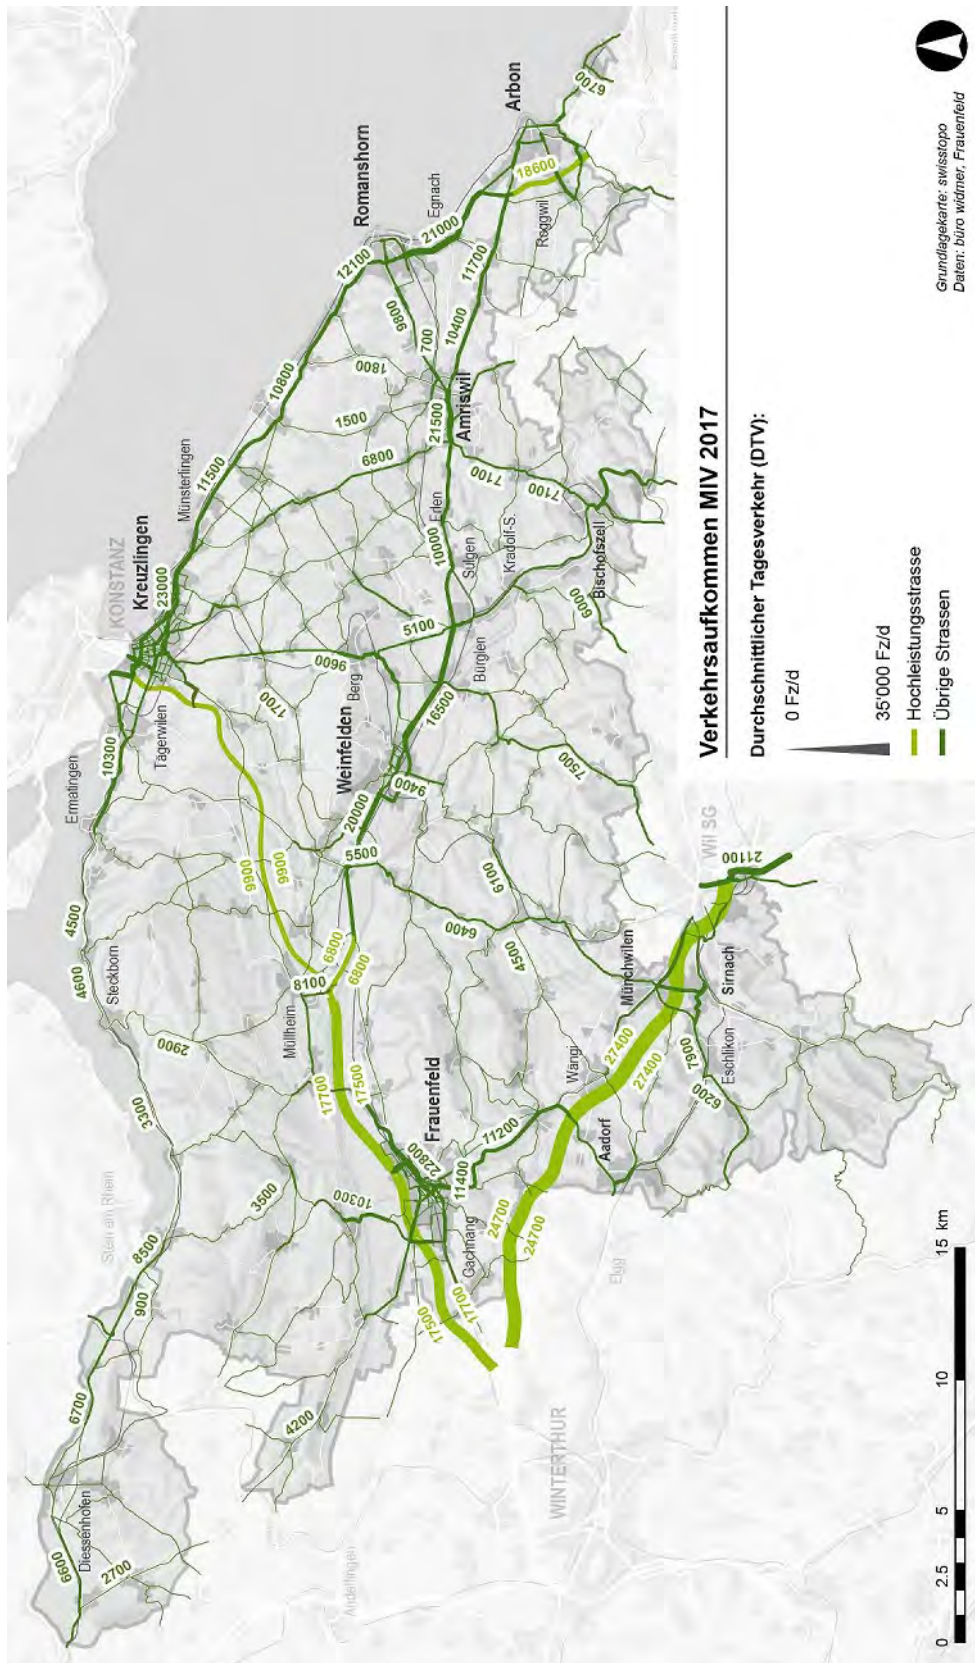 Verkehrsaufkommen MIV 2017
Durchschnittlicher Tagesverkehr (DTV):
0 Fz/d
35'000 Fz/d
Hochleistungsstrasse
Übrige Strassen
Grundlagekarte: swisstopo
Daten: büro widmer, Frauenfeld
0
2.5
5
10
15 km
Diessenhofen
6600
2700
6700
900
8500
Stein am Rhein
3300
2900
3500
4200
Andelfingen
WINTERTHUR
Steckborn
4600
4500
Ermatingen
10300
Tägerwilen
KONSTANZ
Kreuzlingen
23000
Münsterlingen
11500
10800
12100
Romanshorn
Egnach
21000
Arbon
6700
18600
Roggwil
11700
10400
9800
700
1800
1500
6800
Amriswil
21500
7100
7100
Erlen
10000
Sulgen
Kradolf-S.
Bischofszell
6000
5100
Bürglen
16500
9600
Berg
1700
Weinfelden
9400
20000
5500
7500
9900
9900
6800
6800
8100
Müllheim
17700
17500
Frauenfeld
22800
10300
11400
11200
Gachnang
17500
17700
24700
24700
Elgg
Aadorf
Wängi
27400
27400
6100
6400
4500
Münchwilen
Sirnach
Wil SG
21100
7900
Eschlikon
6200